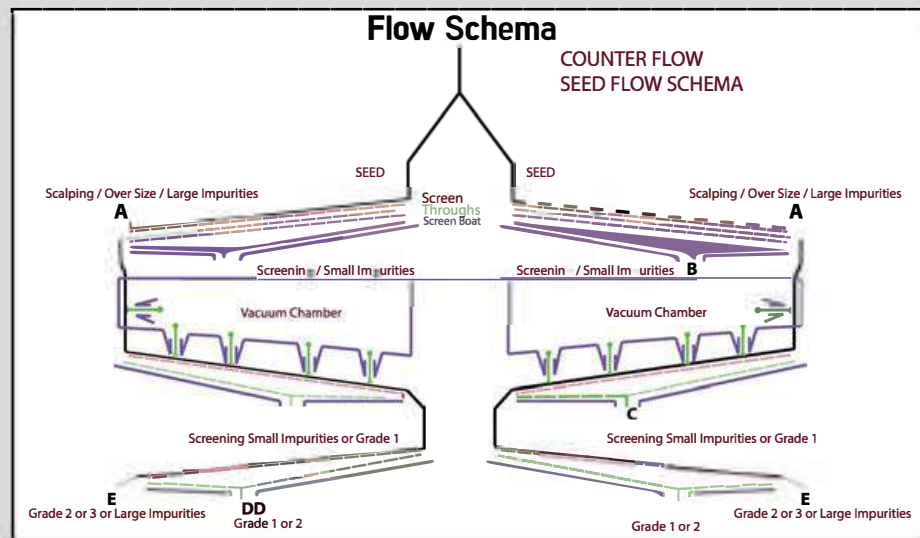 Flow Schema
COUNTER FLOW
SEED FLOW SCHEMA
SEED
SEED
Scalping / Over Size / Large Impurities
Scalping / Over Size / Large Impurities
A
Screen
Throughs
Screen Boat
A
B
/ Small
/ Small
Vacuum Chamber
Vacuum Chamber
C
Screening Small Impurities or Grade 1
Screening Small Impurities or Grade 1
E
DD
E
Grade 2 or 3 or Large Impurities
Grade 1 or 2
Grade 1 or 2
Grade 2 or 3 or Large Impurities